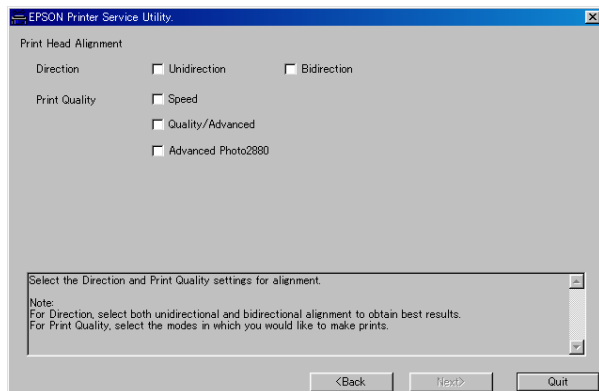 EPSON Printer Service Utility.
Print Head Alignment
Direction Unidirection Bidirection
Print Quality Speed
Quality/Advanced
Advanced Photo2880
Select the Direction and Print Quality settings for alignment.
Note:
For Direction, select both unidirectional and bidirectional alignment to obtain best results.
For Print Quality, select the modes in which you would like to make prints.
<Back Next> Quit